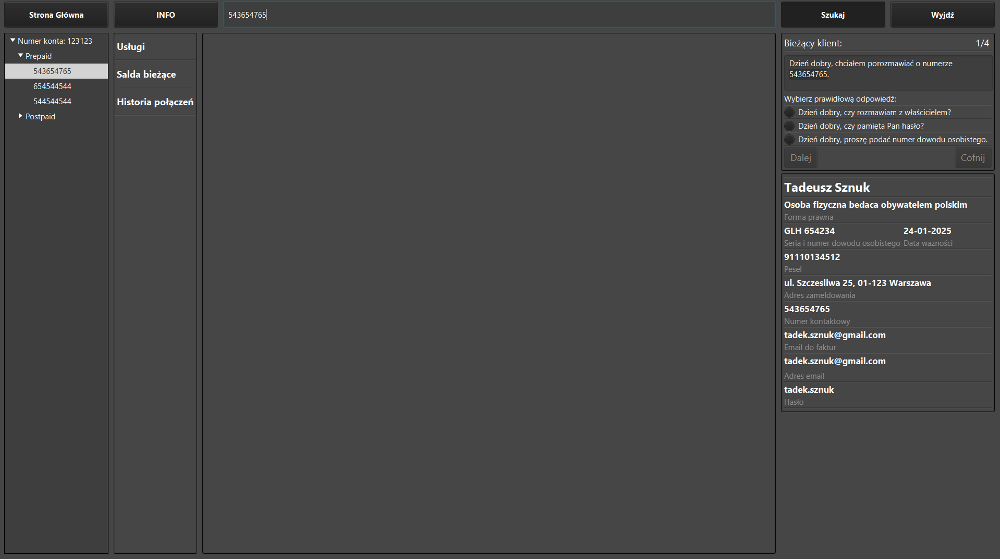 Strona Główna
INFO
543654765
Szukaj
Wyjdź
Numer konta: 123123
Prepaid
543654765
654544544
544544544
Postpaid
Usługi
Salda bieżące
Historia połączeń
Bieżący klient: 1/4
Dzień dobry, chciałem porozmawiać o numerze
543654765.
Wybierz prawidłową odpowiedź:
Dzień dobry, czy rozmawiam z właścicielem?
Dzień dobry, czy pamięta Pan hasło?
Dzień dobry, proszę podać numer dowodu osobistego.
Dalej Cofnij
Tadeusz Sznuk
Osoba fizyczna bedaca obywatelem polskim
Forma prawna
GLH 654234 24-01-2025
Seria i numer dowodu osobistego Data ważności
91110134512
Pesel
ul. Szczesliwa 25, 01-123 Warszawa
Adres zameldowania
543654765
Numer kontaktowy
tadek.sznuk@gmail.com
Email do faktur
tadek.sznuk@gmail.com
Adres email
tadek.sznuk
Hasło